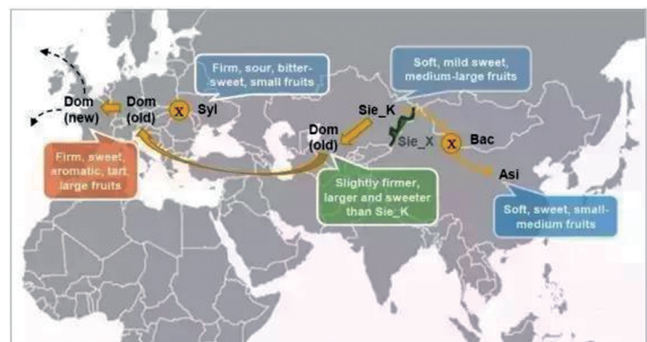 Firm, sour, bitter-
sweet, small fruits
Soft, mild sweet,
medium-large fruits
Dom
(new)
Dom
(old)
X
Syl
Sie_K
Dom
(old)
Sie_X
X
Bac
Asi
Firm, sweet,
aromatic, tart,
large fruits
Slightly firmer,
larger and sweeter
than Sie_K
Soft, sweet, small-
medium fruits